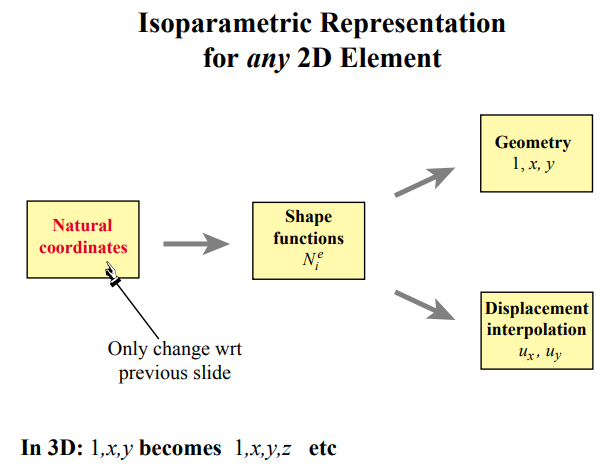 Isoparametric Representation
for any 2D Element
Geometry
1, x, y
Natural
coordinates
Shape
functions
N_i^e
Displacement
interpolation
u_x, u_y
Only change wrt
previous slide
In 3D: 1,x,y becomes 1,x,y,z etc